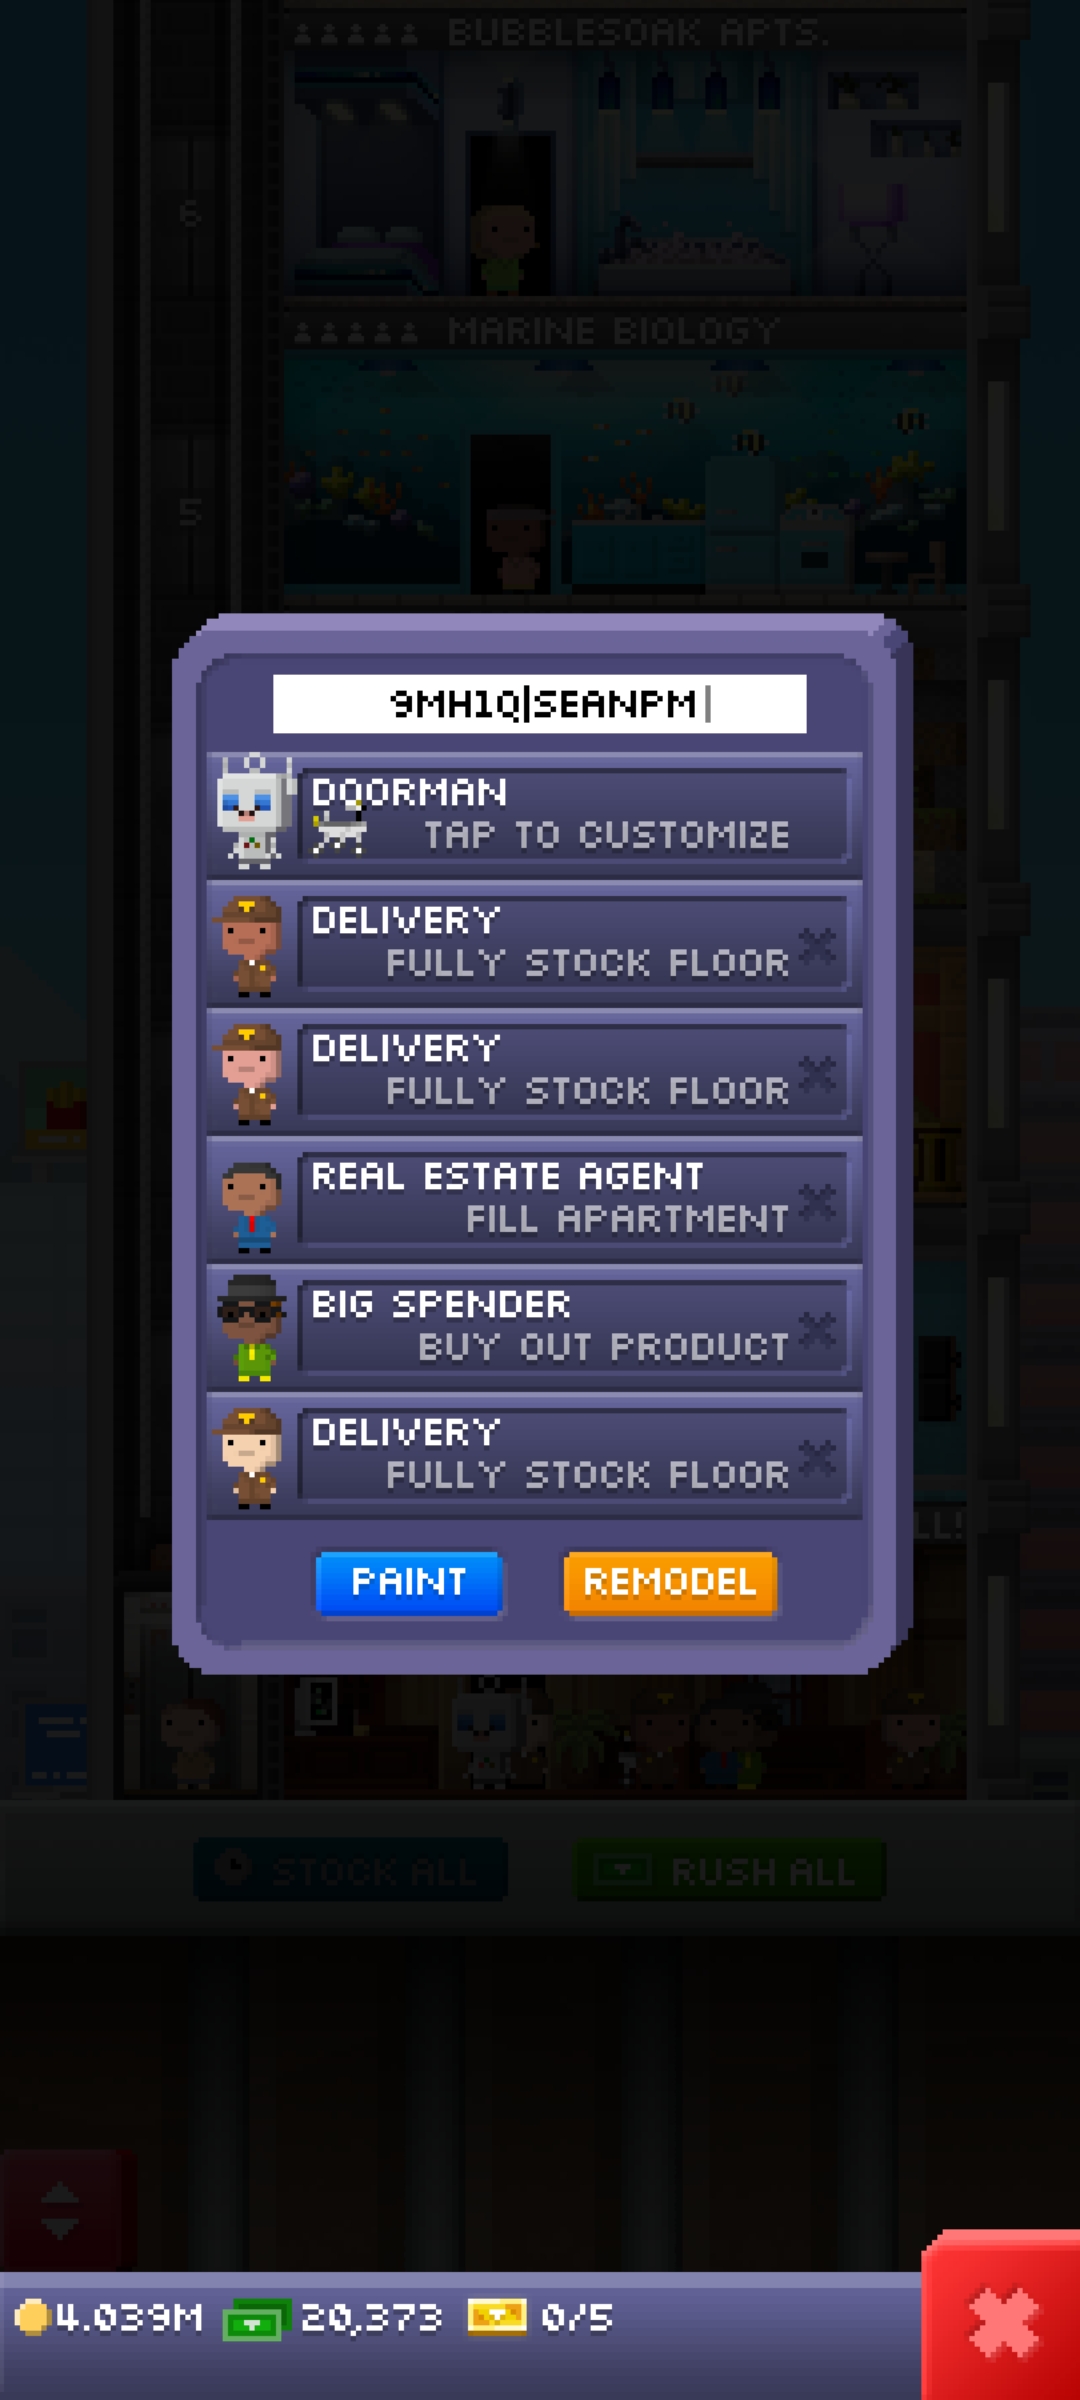 BUBBLESOAK APTS.
6
MARINE BIOLOGY
5
9MH1Q|SEANPM
DOORMAN
TAP TO CUSTOMIZE
DELIVERY
FULLY STOCK FLOOR
DELIVERY
FULLY STOCK FLOOR
REAL ESTATE AGENT
FILL APARTMENT
BIG SPENDER
BUY OUT PRODUCT
DELIVERY
FULLY STOCK FLOOR
PAINT
REMODEL
STOCK ALL
RUSH ALL
4.039M
20,373
0/5